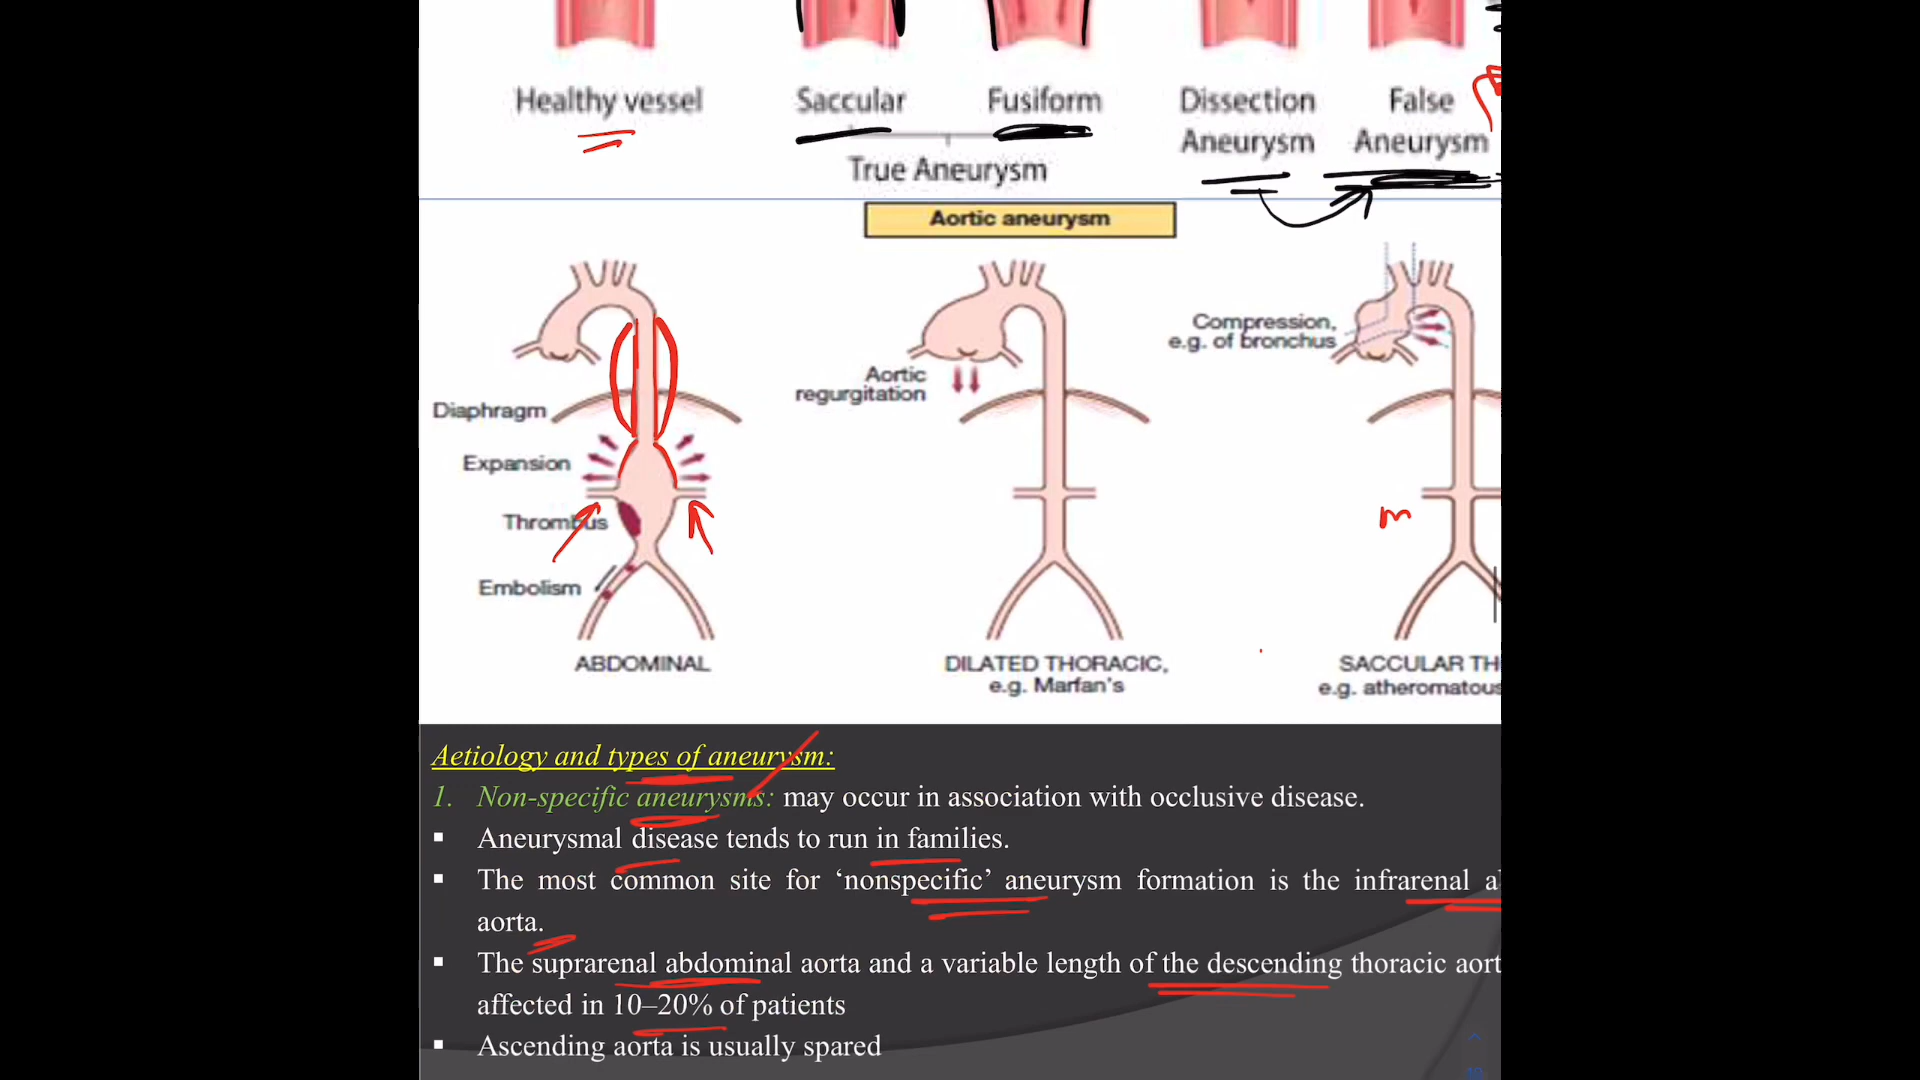 Healthy vessel
Saccular
Fusiform
Dissection
Aneurysm
False
Aneurysm
True Aneurysm
Aortic aneurysm
Diaphragm
Expansion
Thrombus
Embolism
ABDOMINAL
Aortic
regurgitation
DILATED THORACIC,
e.g. Marfan's
Compression,
e.g. of bronchus
m
SACCULAR TH
e.g. atheromatous
Aetiology and types of aneurysm:
1. Non-specific aneurysms: may occur in association with occlusive disease.
▪ Aneurysmal disease tends to run in families.
▪ The most common site for ‘nonspecific’ aneurysm formation is the infrarenal a
aorta.
▪ The suprarenal abdominal aorta and a variable length of the descending thoracic aort
affected in 10–20% of patients
▪ Ascending aorta is usually spared